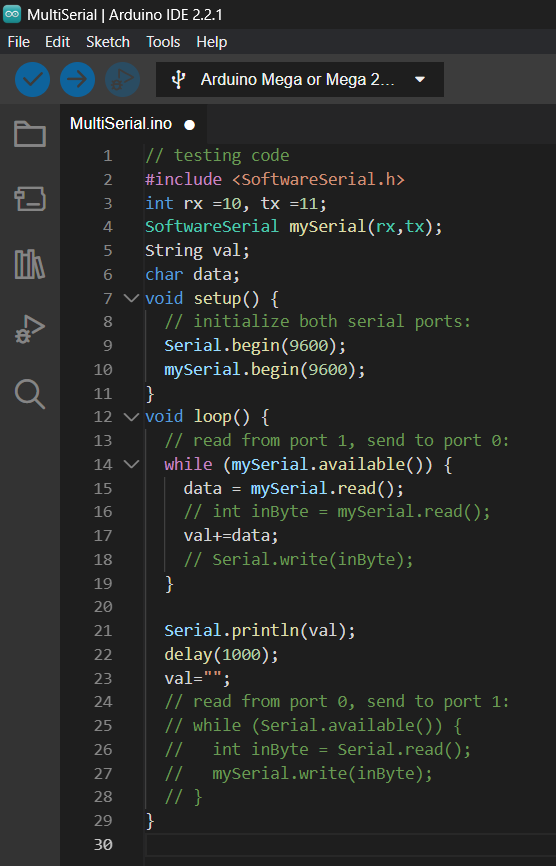 MultiSerial | Arduino IDE 2.2.1
File Edit Sketch Tools Help
Arduino Mega or Mega 2...
MultiSerial.ino
1 // testing code
2 #include <SoftwareSerial.h>
3 int rx =10, tx =11;
4 SoftwareSerial mySerial(rx,tx);
5 String val;
6 char data;
7 void setup() {
8   // initialize both serial ports:
9   Serial.begin(9600);
10   mySerial.begin(9600);
11 }
12 void loop() {
13   // read from port 1, send to port 0:
14   while (mySerial.available()) {
15     data = mySerial.read();
16     // int inByte = mySerial.read();
17     val+=data;
18     // Serial.write(inByte);
19   }
20
21   Serial.println(val);
22   delay(1000);
23   val="";
24   // read from port 0, send to port 1:
25   // while (Serial.available()) {
26   //   int inByte = Serial.read();
27   //   mySerial.write(inByte);
28   // }
29 }
30